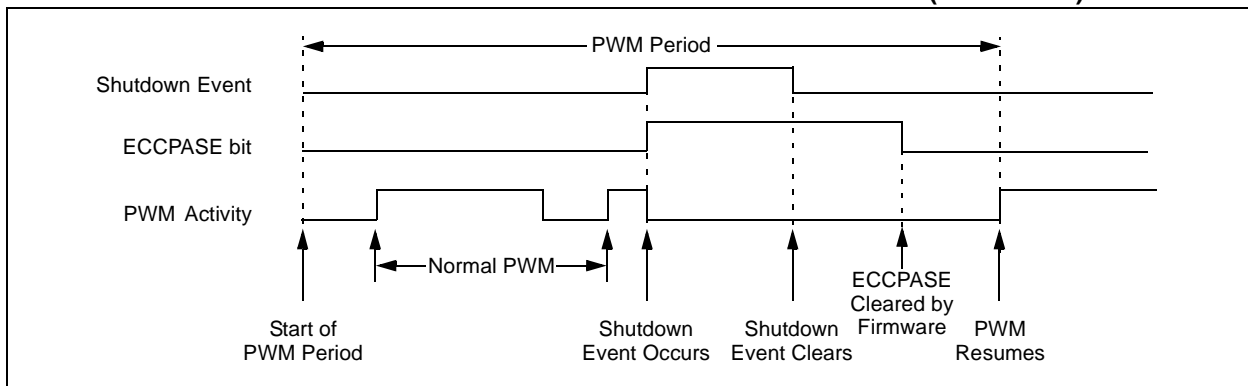 PWM Period
Shutdown Event
ECCPASE bit
PWM Activity
Normal PWM
Start of
PWM Period
Shutdown
Event Occurs
Shutdown
Event Clears
ECCPASE
Cleared by
Firmware
PWM
Resumes